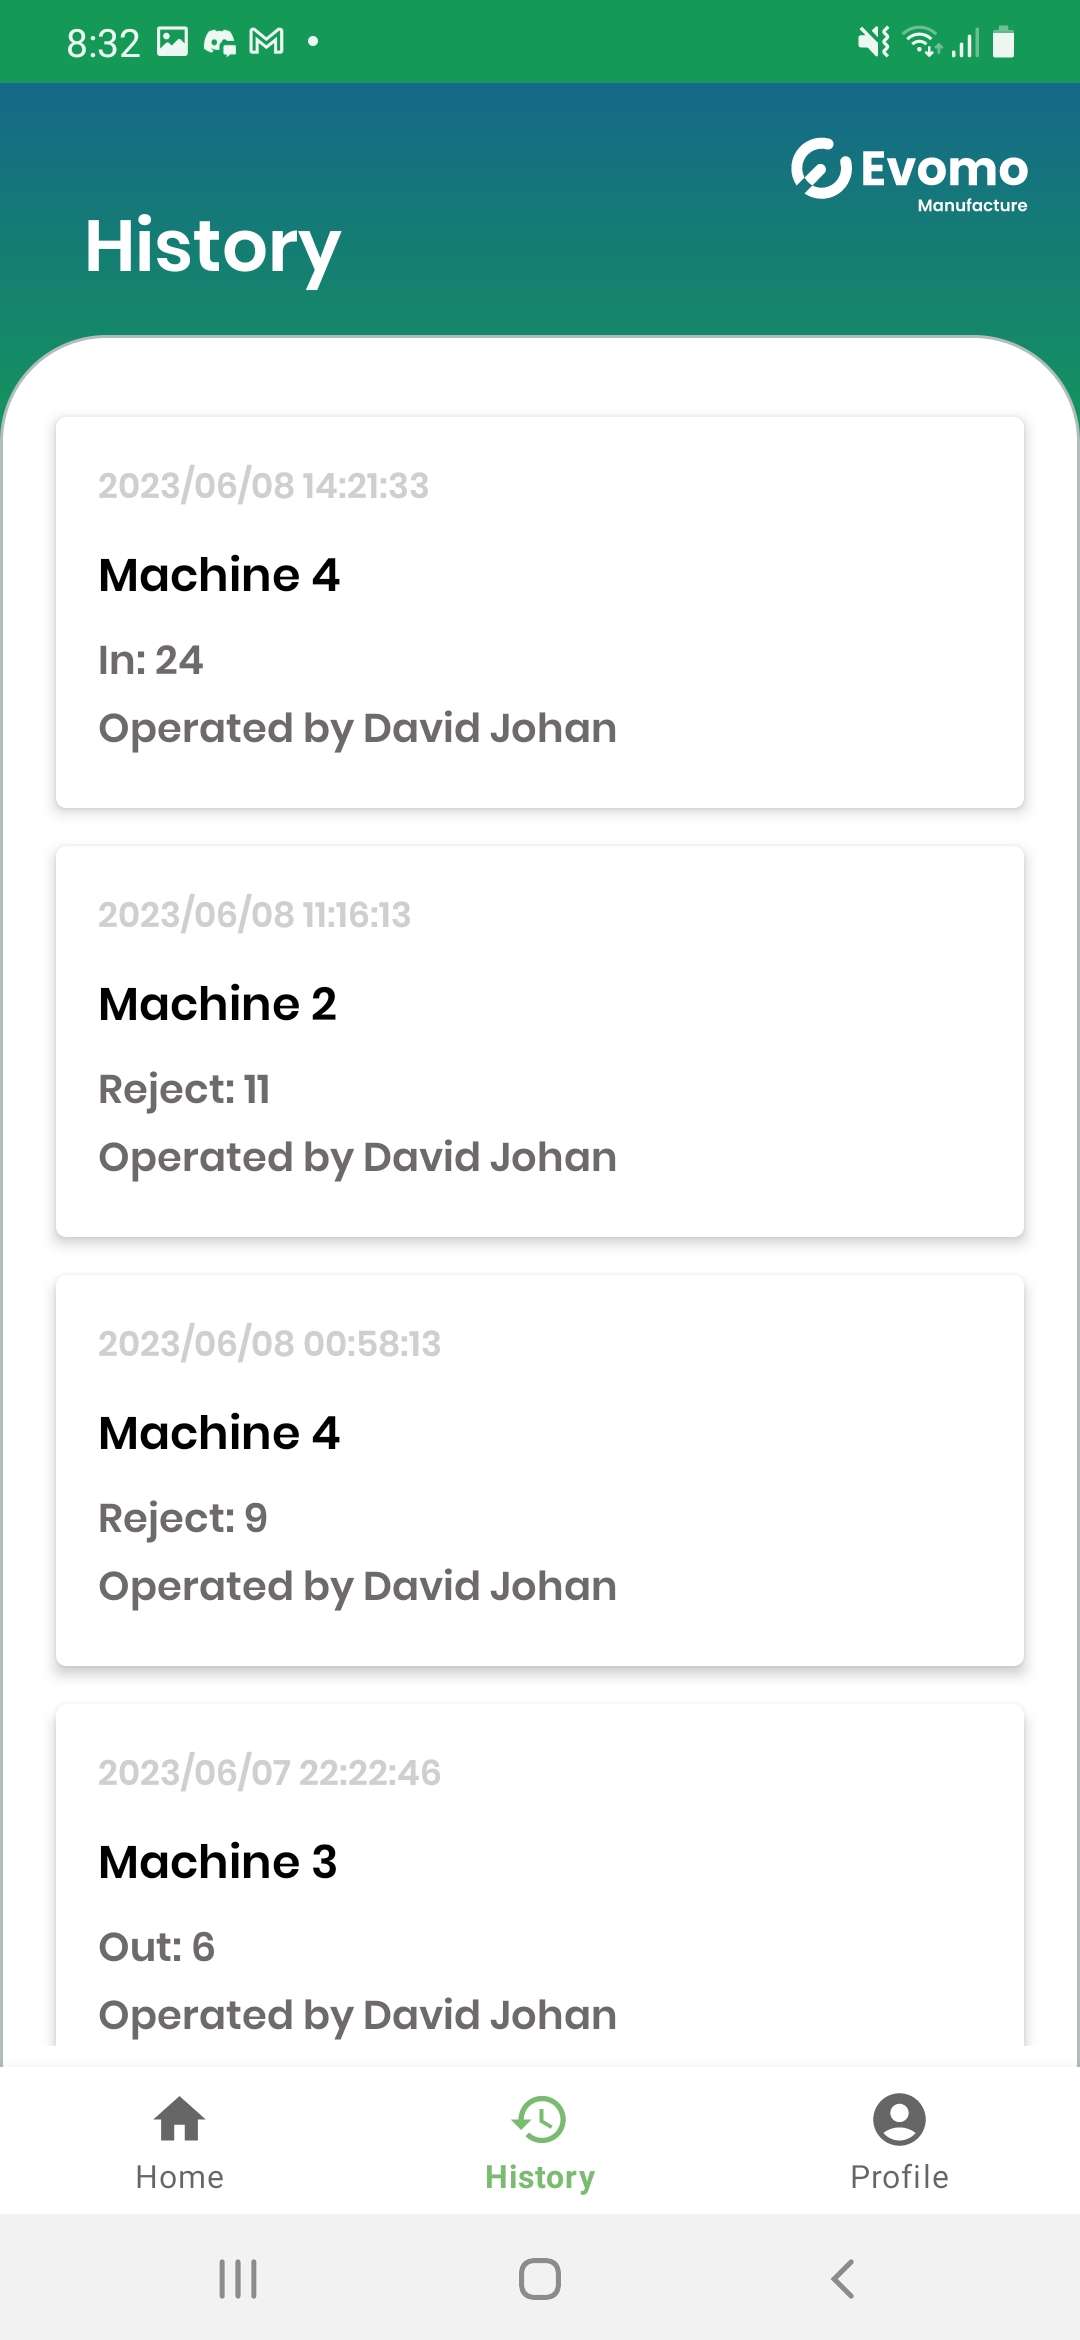 8:32
Evomo
Manufacture
History
2023/06/08 14:21:33
Machine 4
In: 24
Operated by David Johan
2023/06/08 11:16:13
Machine 2
Reject: 11
Operated by David Johan
2023/06/08 00:58:13
Machine 4
Reject: 9
Operated by David Johan
2023/06/07 22:22:46
Machine 3
Out: 6
Operated by David Johan
Home
History
Profile